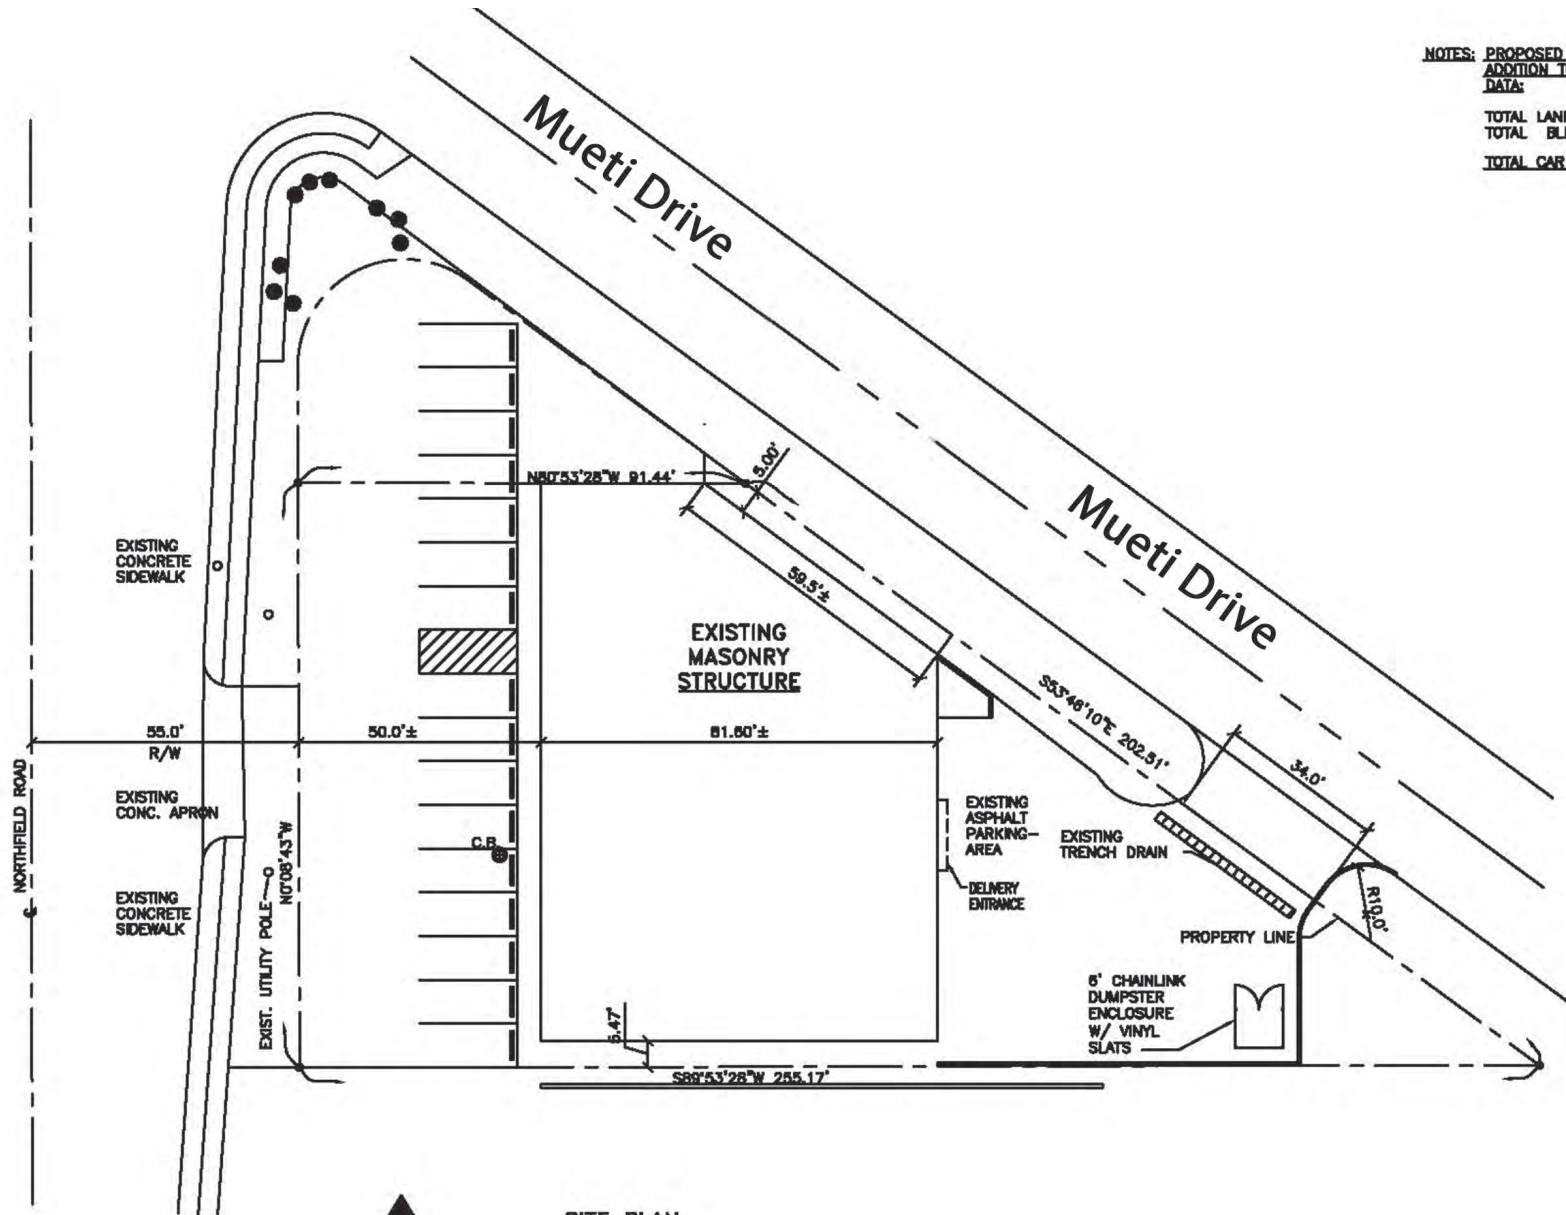 NOTES: PROPOSED
ADDITION T
DATA:
TOTAL LAN
TOTAL BL
TOTAL CAR
Mueti Drive
N80°53'28"W 91.44'
5.00'
59.5'±
EXISTING
CONCRETE
SIDEWALK
EXISTING
MASONRY
STRUCTURE
Mueti Drive
S53°46'10"E 202.51'
34.0'
55.0'
R/W
50.0'±
81.60'±
NORTHFIELD ROAD
EXISTING
CONC. APRON
C.B.
EXISTING
ASPHALT
PARKING
AREA
EXISTING
TRENCH DRAIN
DELIVERY
ENTRANCE
EXISTING
CONCRETE
SIDEWALK
EXIST. UTILITY POLE
N0°08'43"W
R10.0'
PROPERTY LINE
6' CHAINLINK
DUMPSTER
ENCLOSURE
W/ VINYL
SLATS
5.47'
S89°53'28"W 255.17'
SITE PLAN